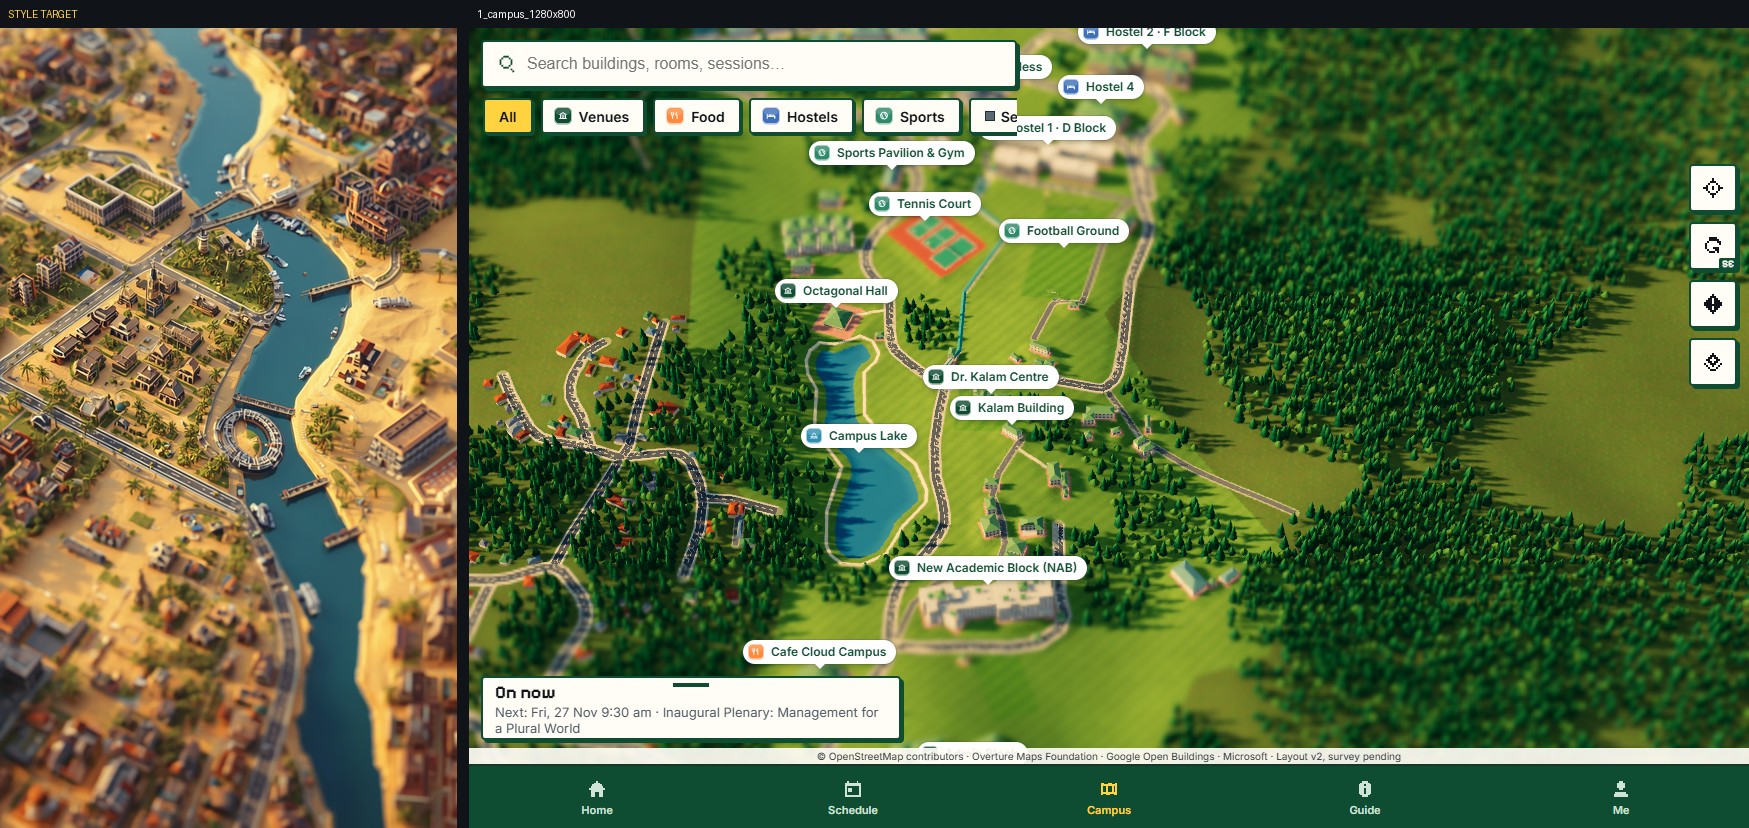 STYLE TARGET
1_campus_1280x800
Hostel 2 · F Block
Search buildings, rooms, sessions...
Hostel 4
All
Venues
Food
Hostels
Sports
Se
ostel 1 · D Block
Sports Pavilion & Gym
Tennis Court
Football Ground
Octagonal Hall
Dr. Kalam Centre
Kalam Building
Campus Lake
New Academic Block (NAB)
Cafe Cloud Campus
On now
Next: Fri, 27 Nov 9:30 am · Inaugural Plenary: Management for
a Plural World
© OpenStreetMap contributors · Overture Maps Foundation · Google Open Buildings · Microsoft · Layout v2, survey pending
Home
Schedule
Campus
Guide
Me